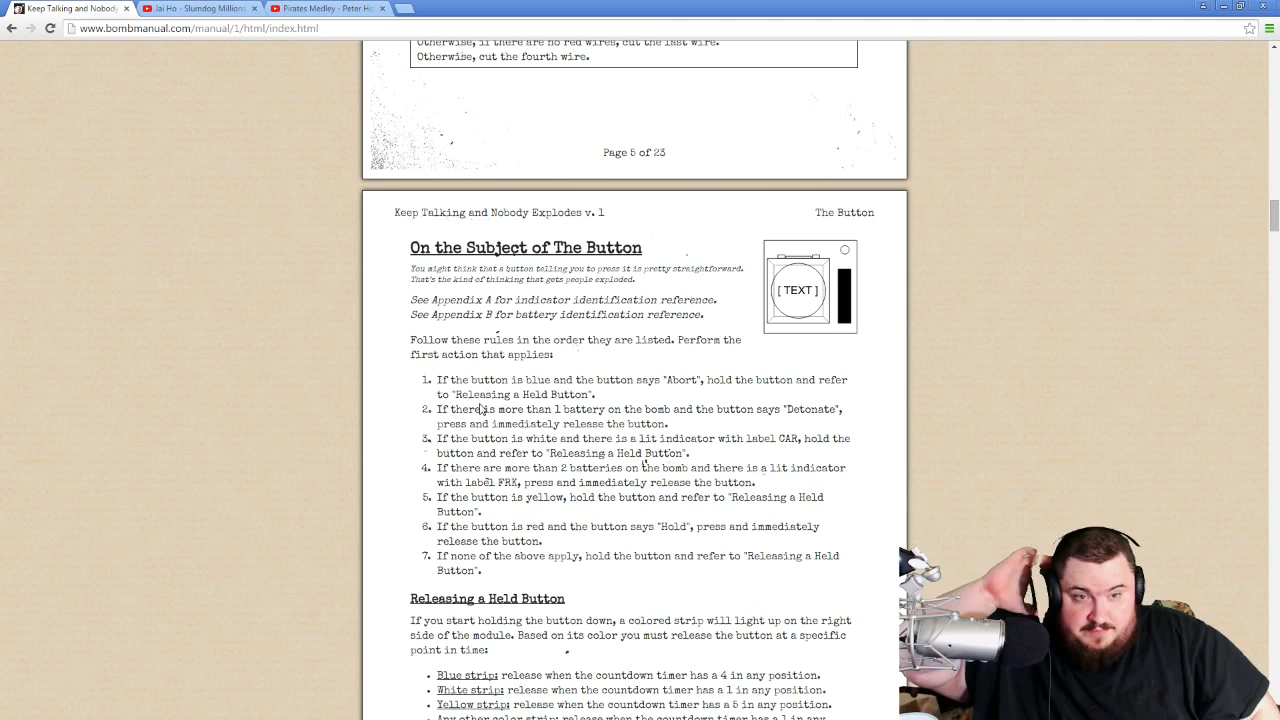 Keep Talking and Nobody
Jai Ho - Slumdog Millions
Pirates Medley - Peter Ho
www.bombmanual.com/manual/1/html/index.html
Otherwise, if there are no red wires, cut the last wire.
Otherwise, cut the fourth wire.
Page 5 of 23
Keep Talking and Nobody Explodes v. 1
The Button
On the Subject of The Button
You might think that a button telling you to press it is pretty straightforward.
That's the kind of thinking that gets people exploded.
[ TEXT ]
See Appendix A for indicator identification reference.
See Appendix B for battery identification reference.
Follow these rules in the order they are listed. Perform the
first action that applies:
1. If the button is blue and the button says "Abort", hold the button and refer
to "Releasing a Held Button".
2. If there is more than 1 battery on the bomb and the button says "Detonate",
press and immediately release the button.
3. If the button is white and there is a lit indicator with label CAR, hold the
button and refer to "Releasing a Held Button".
4. If there are more than 2 batteries on the bomb and there is a lit indicator
with label FRK, press and immediately release the button.
5. If the button is yellow, hold the button and refer to "Releasing a Held
Button".
6. If the button is red and the button says "Hold", press and immediately
release the button.
7. If none of the above apply, hold the button and refer to "Releasing a Held
Button".
Releasing a Held Button
If you start holding the button down, a colored strip will light up on the right
side of the module. Based on its color you must release the button at a specific
point in time:
• Blue strip: release when the countdown timer has a 4 in any position.
• White strip: release when the countdown timer has a 1 in any position.
• Yellow strip: release when the countdown timer has a 5 in any position.
• Any other color strip: release when the countdown timer has a 1 in any